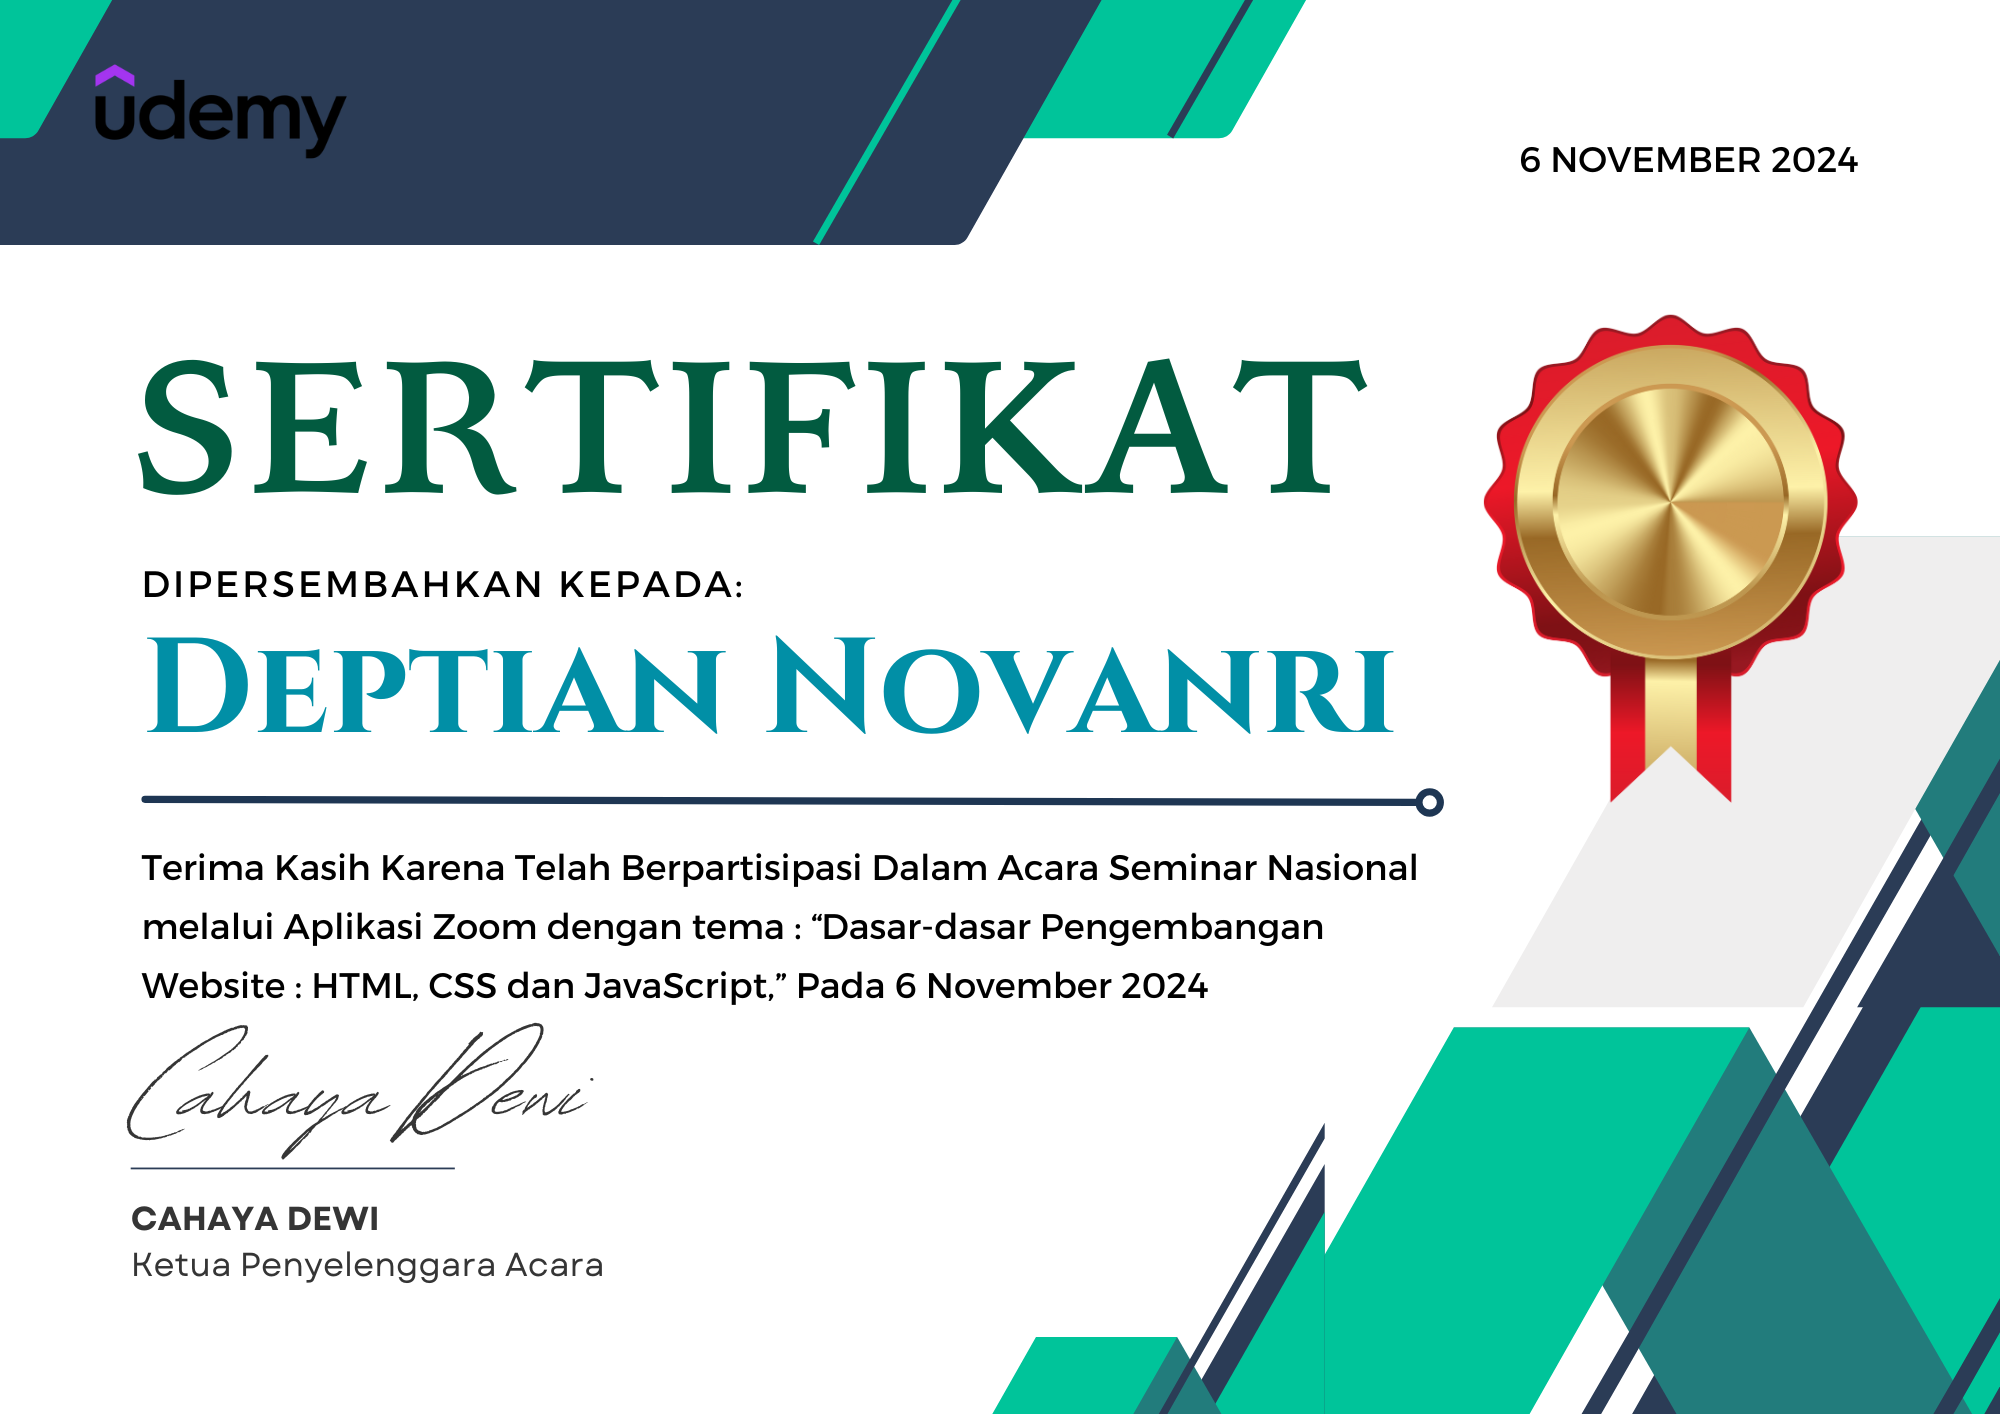 udemy
6 NOVEMBER 2024
SERTIFIKAT
DIPERSEMBAHKAN KEPADA:
DEPTIAN NOVANRI
Terima Kasih Karena Telah Berpartisipasi Dalam Acara Seminar Nasional
melalui Aplikasi Zoom dengan tema : “Dasar-dasar Pengembangan
Website : HTML, CSS dan JavaScript,” Pada 6 November 2024
Cahaya Dewi
CAHAYA DEWI
Ketua Penyelenggara Acara